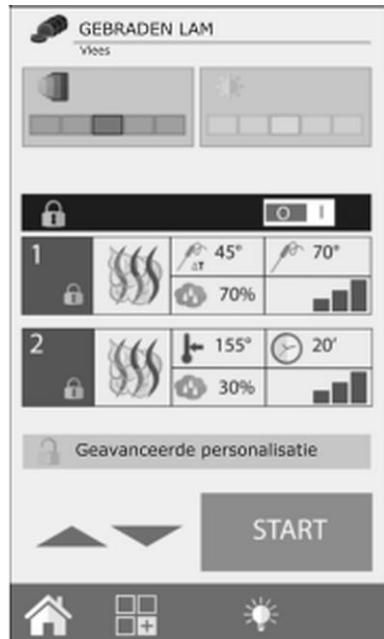 GEBRADEN LAM
Vlees
O I
1 45° 70°
ΔT
70%
2 155° 20'
30%
Geavanceerde personalisatie
START